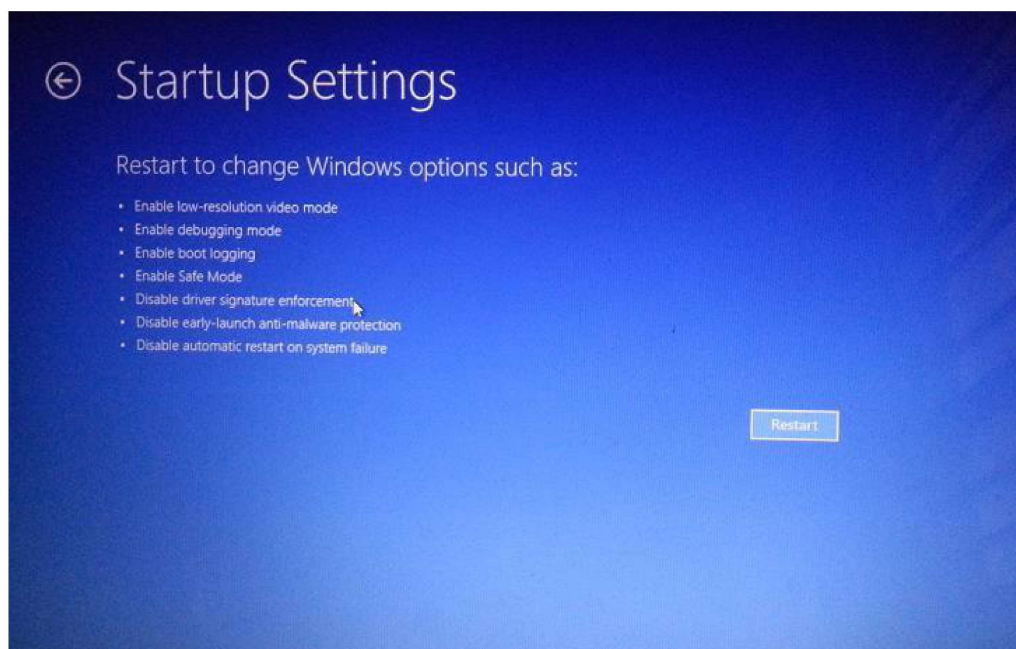 Startup Settings
Restart to change Windows options such as:
• Enable low-resolution video mode
• Enable debugging mode
• Enable boot logging
• Enable Safe Mode
• Disable driver signature enforcement
• Disable early-launch anti-malware protection
• Disable automatic restart on system failure
Restart